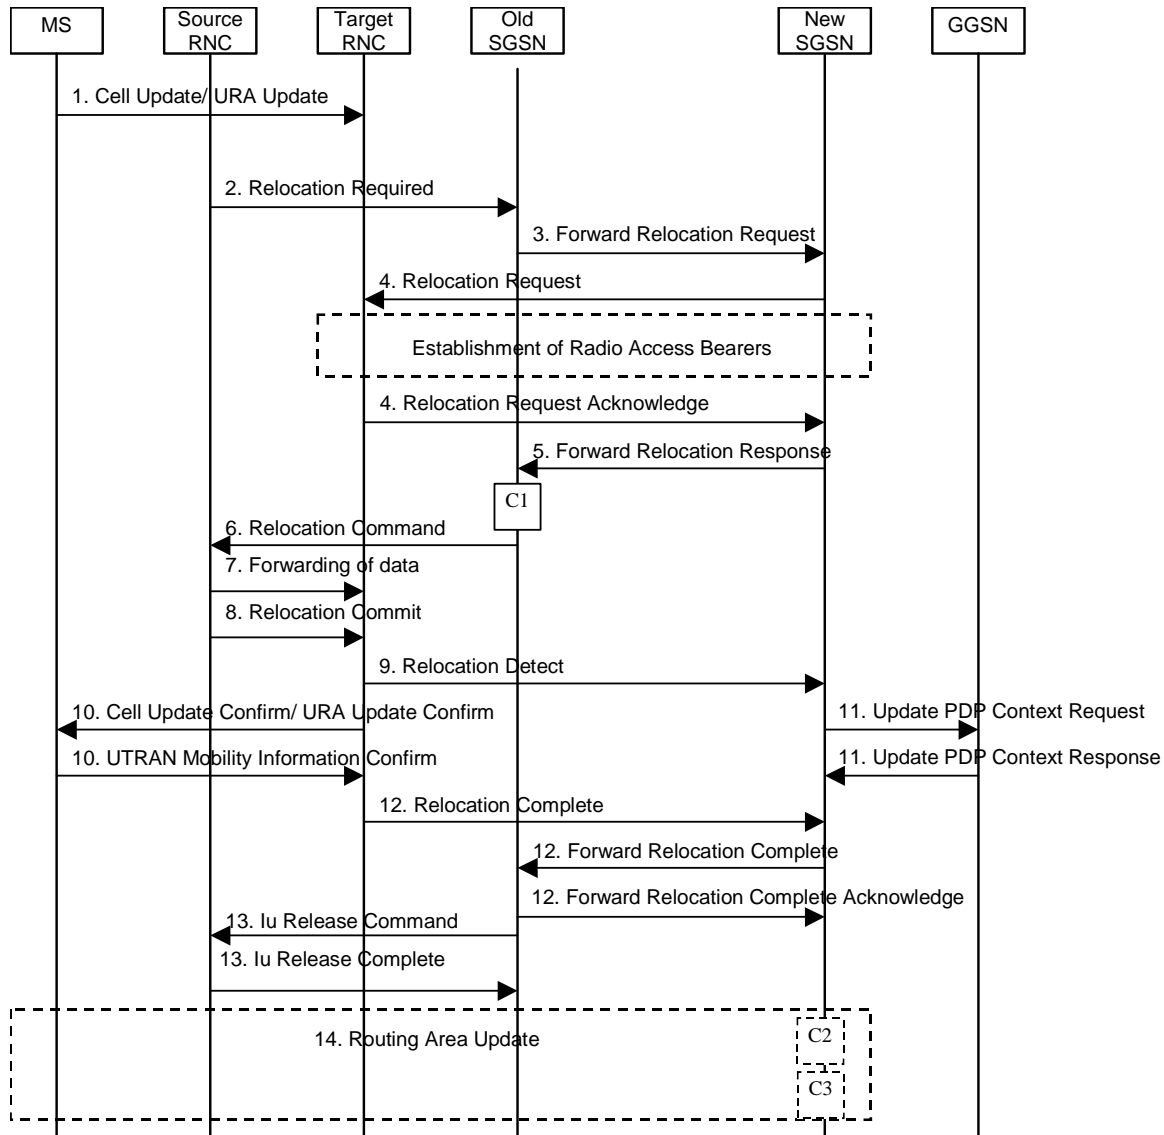 MS
Source
RNC
Target
RNC
Old
SGSN
New
SGSN
GGSN
1. Cell Update/ URA Update
2. Relocation Required
3. Forward Relocation Request
4. Relocation Request
Establishment of Radio Access Bearers
4. Relocation Request Acknowledge
5. Forward Relocation Response
C1
6. Relocation Command
7. Forwarding of data
8. Relocation Commit
9. Relocation Detect
10. Cell Update Confirm/ URA Update Confirm
11. Update PDP Context Request
10. UTRAN Mobility Information Confirm
11. Update PDP Context Response
12. Relocation Complete
12. Forward Relocation Complete
12. Forward Relocation Complete Acknowledge
13. Iu Release Command
13. Iu Release Complete
14. Routing Area Update
C2
C3